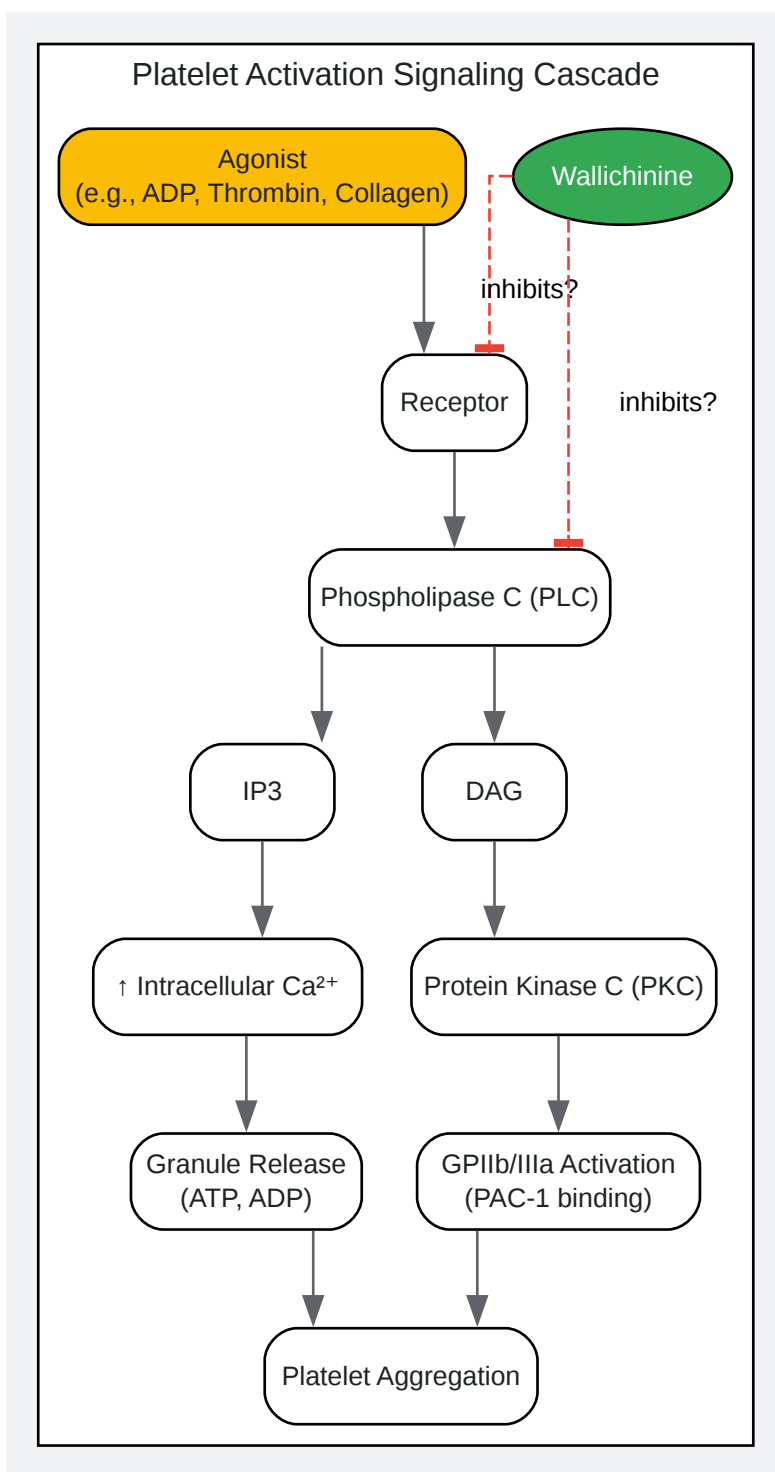 Platelet Activation Signaling Cascade
Agonist
(e.g., ADP, Thrombin, Collagen)
Wallichinine
inhibits?
Receptor
inhibits?
Phospholipase C (PLC)
IP3
DAG
↑ Intracellular Ca²⁺
Protein Kinase C (PKC)
Granule Release
(ATP, ADP)
GPIIb/IIIa Activation
(PAC-1 binding)
Platelet Aggregation